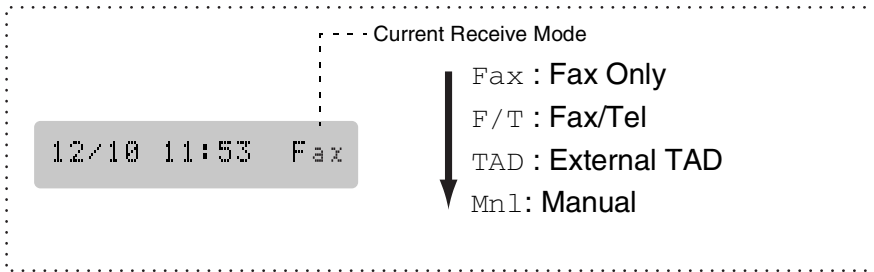 Current Receive Mode
12/10 11:53 Fax
Fax : Fax Only
F/T : Fax/Tel
TAD : External TAD
Mnl: Manual